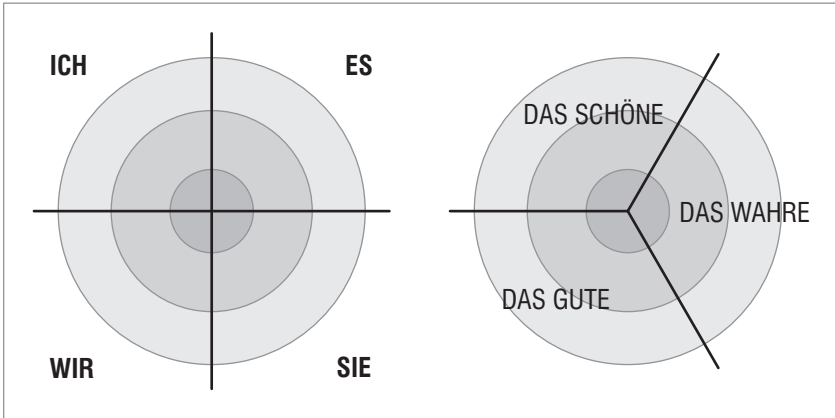 ICH
ES
WIR
SIE
DAS SCHÖNE
DAS WAHRE
DAS GUTE